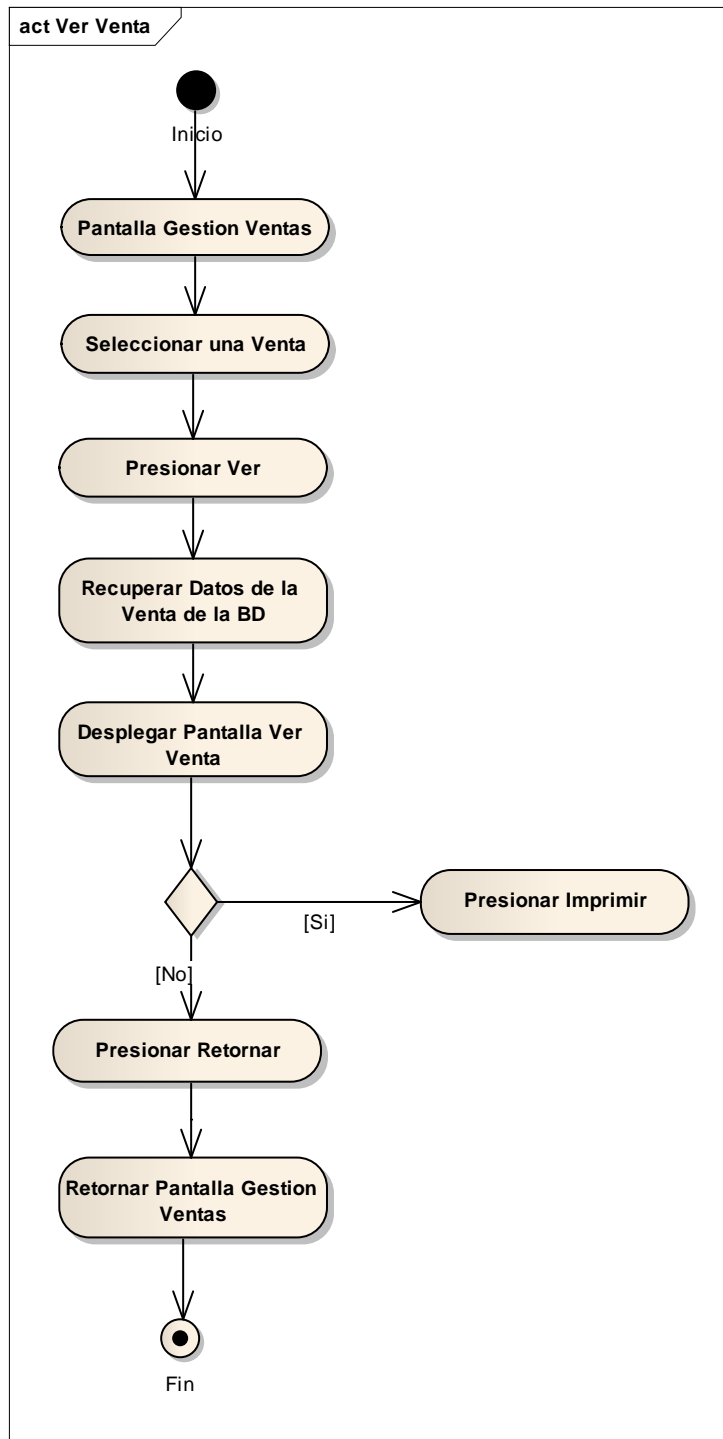 act Ver Venta
Inicio
Pantalla Gestion Ventas
Seleccionar una Venta
Presionar Ver
Recuperar Datos de la
Venta de la BD
Desplegar Pantalla Ver
Venta
Presionar Imprimir
[Si]
[No]
Presionar Retornar
Retornar Pantalla Gestion
Ventas
Fin